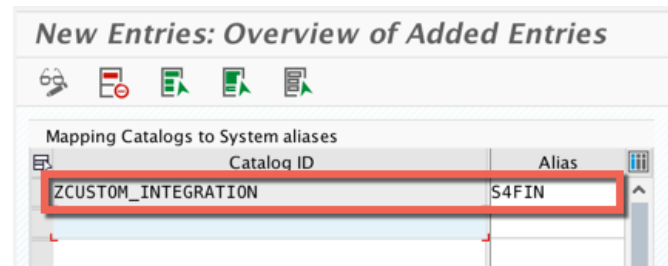 New Entries: Overview of Added Entries
Mapping Catalogs to System aliases
Catalog ID Alias
ZCUSTOM_INTEGRATION S4FIN